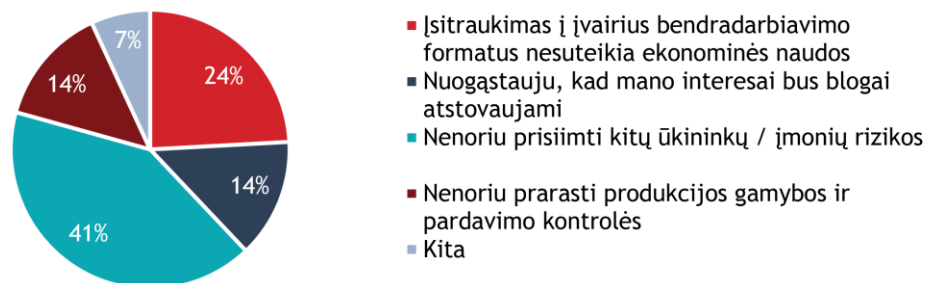 7%
24%
14%
14%
41%
Įsitraukimas į įvairius bendradarbiavimo
formatus nesuteikia ekonominės naudos
Nuogąstauju, kad mano interesai bus blogai
atstovaujami
Nenoriu prisiimti kitų ūkininkų / įmonių rizikos
Nenoriu prarasti produkcijos gamybos ir
pardavimo kontrolės
Kita